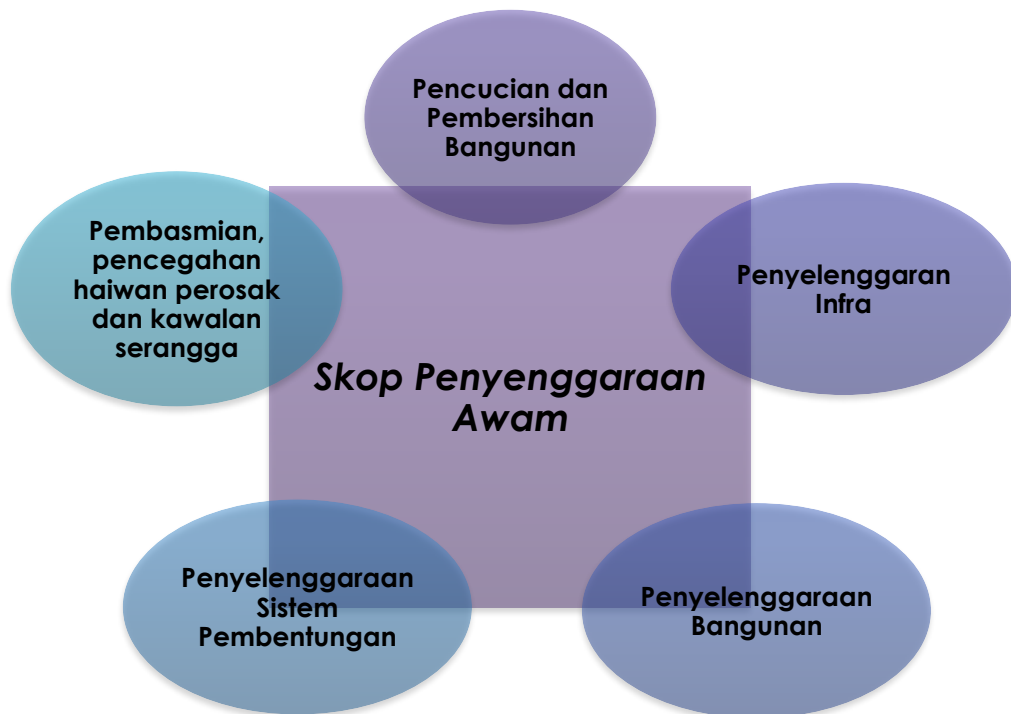 Pencucian dan
Pembersihan
Bangunan
Pembasmian,
pencegahan
haiwan perosak
dan kawalan
serangga
Penyelenggaran
Infra
Skop Penyenggaraan
Awam
Penyelenggaraan
Sistem
Pembentungan
Penyelenggaraan
Bangunan